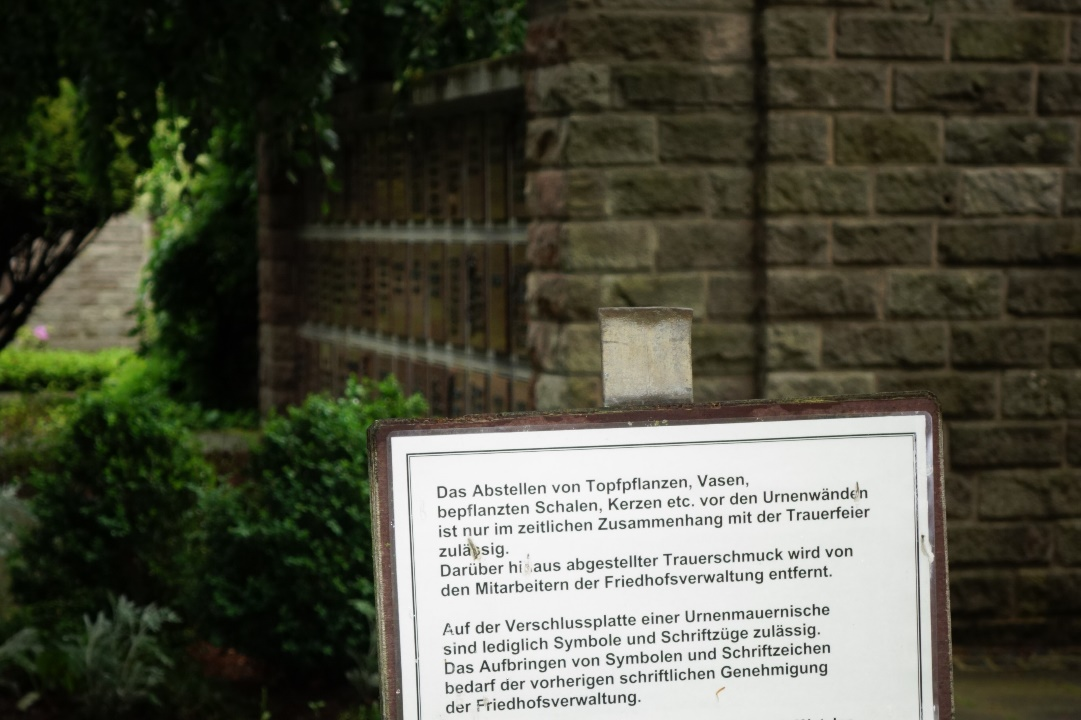 Das Abstellen von Topfpflanzen, Vasen,
bepflanzten Schalen, Kerzen etc. vor den Urnenwänden
ist nur im zeitlichen Zusammenhang mit der Trauerfeier
zulässig.
Darüber hinaus abgestellter Trauerschmuck wird von
den Mitarbeitern der Friedhofsverwaltung entfernt.
Auf der Verschlussplatte einer Urnenmauernische
sind lediglich Symbole und Schriftzüge zulässig.
Das Aufbringen von Symbolen und Schriftzeichen
bedarf der vorherigen schriftlichen Genehmigung
der Friedhofsverwaltung.